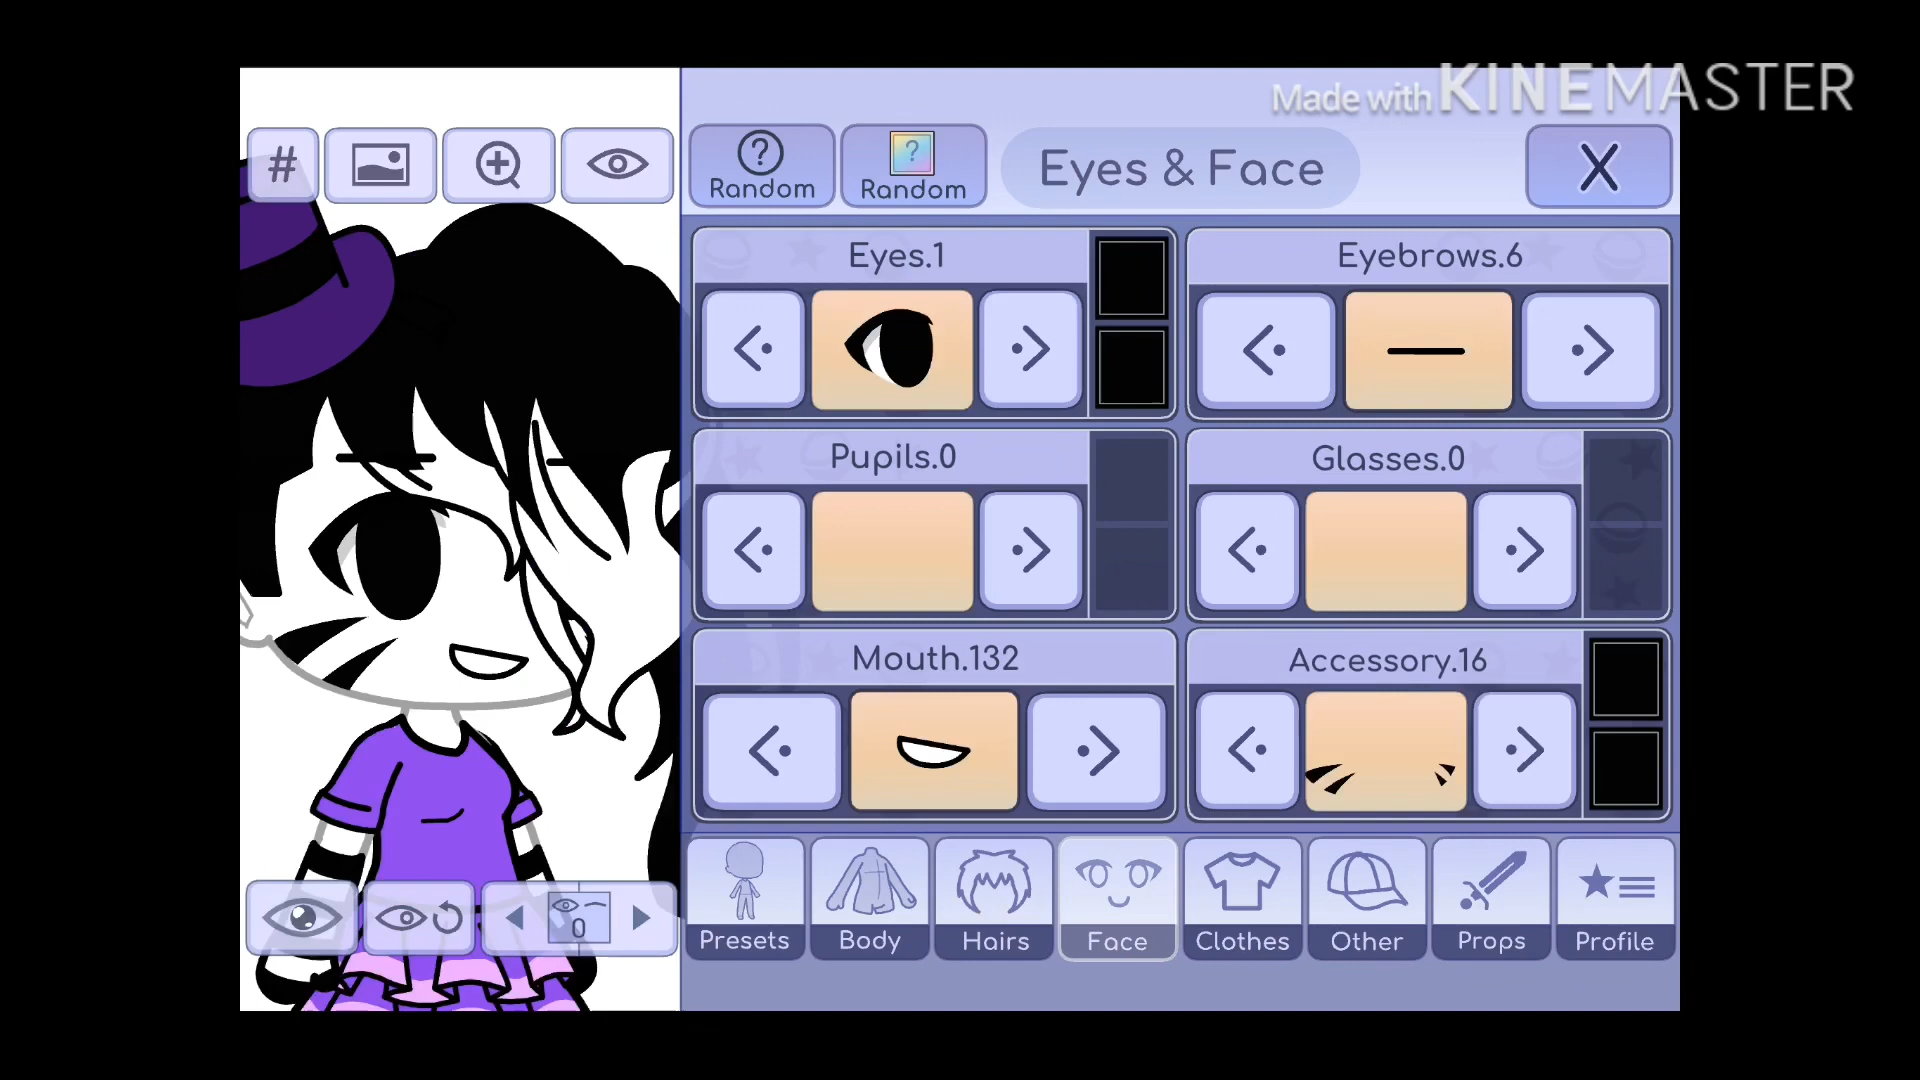 Made with KINEMASTER
#
? Random
? Random
Eyes & Face
X
Eyes.1
Eyebrows.6
Pupils.0
Glasses.0
Mouth.132
Accessory.16
0
Presets
Body
Hairs
Face
Clothes
Other
Props
Profile